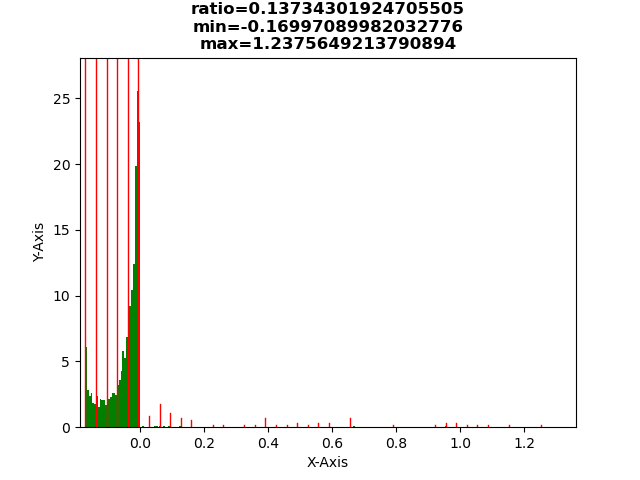 ratio=0.13734301924705505
min=-0.16997089982032776
max=1.2375649213790894
Y-Axis
25
20
15
10
5
0
0.0 0.2 0.4 0.6 0.8 1.0 1.2
X-Axis